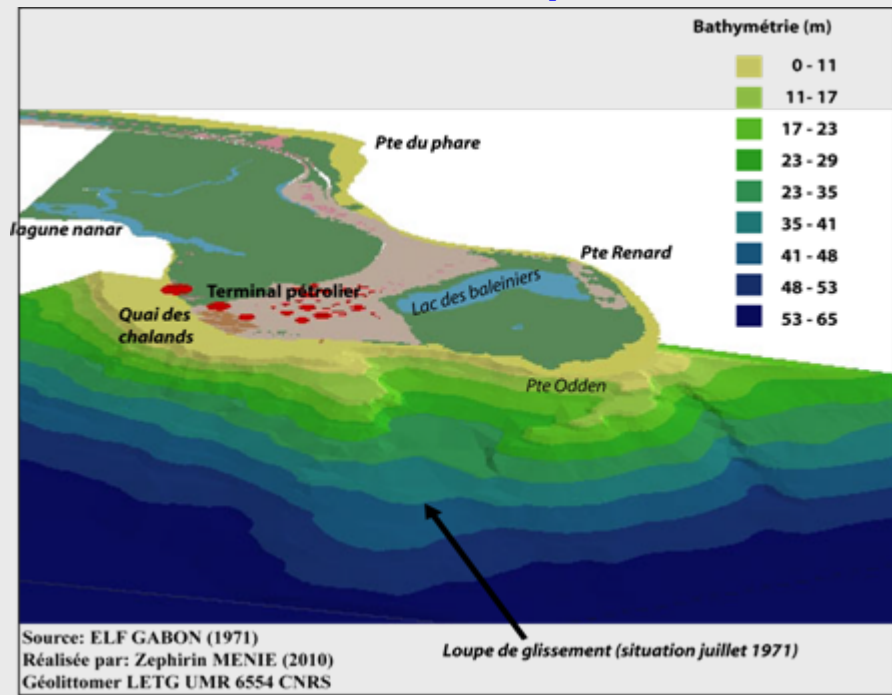 Bathymétrie (m)
0 - 11
11- 17
17 - 23
23 - 29
23 - 35
35 - 41
41 - 48
48 - 53
53 - 65
Pte du phare
lagune nanar
Pte Renard
Terminal pétrolier
Lac des baleiniers
Quai des
chalands
Pte Odden
Loupe de glissement (situation juillet 1971)
Source: ELF GABON (1971)
Réalisée par: Zephirin MENIE (2010)
Géolittomer LETG UMR 6554 CNRS